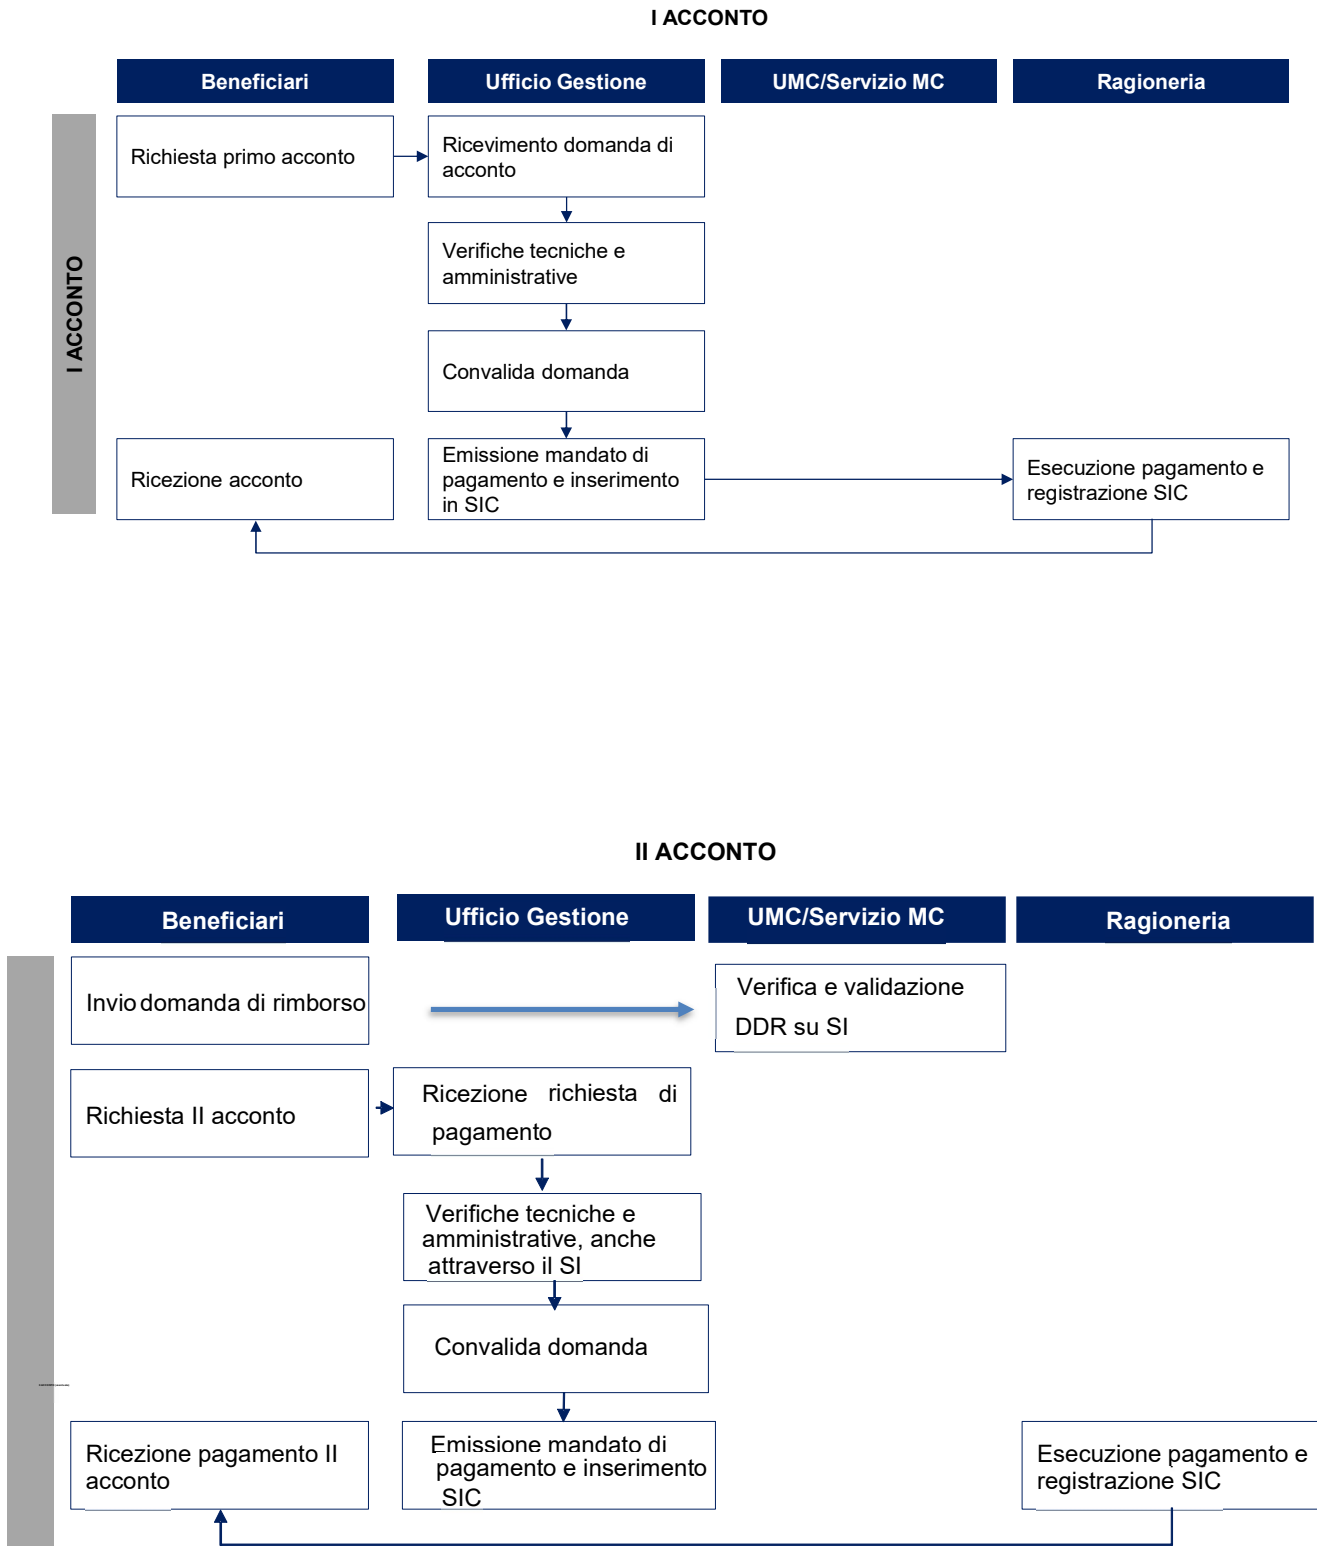 I ACCONTO
Beneficiari
Ufficio Gestione
UMC/Servizio MC
Ragioneria
I ACCONTO
Richiesta primo acconto
Ricevimento domanda di
acconto
Verifiche tecniche e
amministrative
Convalida domanda
Ricezione acconto
Emissione mandato di
pagamento e inserimento
in SIC
Esecuzione pagamento e
registrazione SIC
II ACCONTO
Beneficiari
Ufficio Gestione
UMC/Servizio MC
Ragioneria
Invio domanda di rimborso
Verifica e validazione
DDR su SI
Richiesta II acconto
Ricezione richiesta di
pagamento
Verifiche tecniche e
amministrative, anche
attraverso il SI
Convalida domanda
Ricezione pagamento II
acconto
Emissione mandato di
pagamento e inserimento
SIC
Esecuzione pagamento e
registrazione SIC